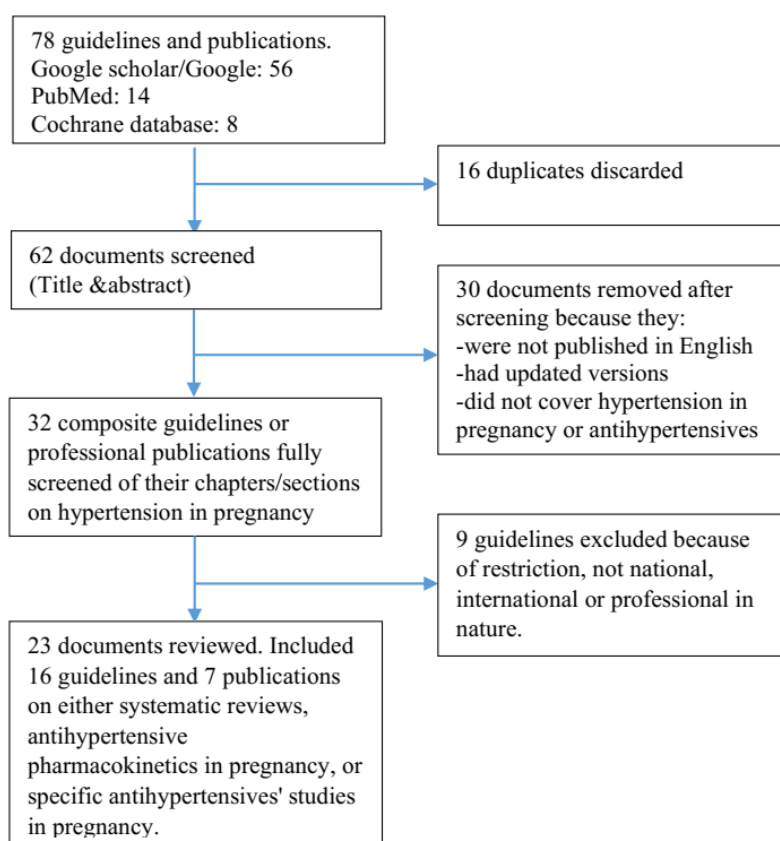 78 guidelines and publications.
Google scholar/Google: 56
PubMed: 14
Cochrane database: 8
16 duplicates discarded
62 documents screened
(Title &abstract)
30 documents removed after
screening because they:
-were not published in English
-had updated versions
-did not cover hypertension in
pregnancy or antihypertensives
32 composite guidelines or
professional publications fully
screened of their chapters/sections
on hypertension in pregnancy
9 guidelines excluded because
of restriction, not national,
international or professional in
nature.
23 documents reviewed. Included
16 guidelines and 7 publications
on either systematic reviews,
antihypertensive
pharmacokinetics in pregnancy, or
specific antihypertensives' studies
in pregnancy.